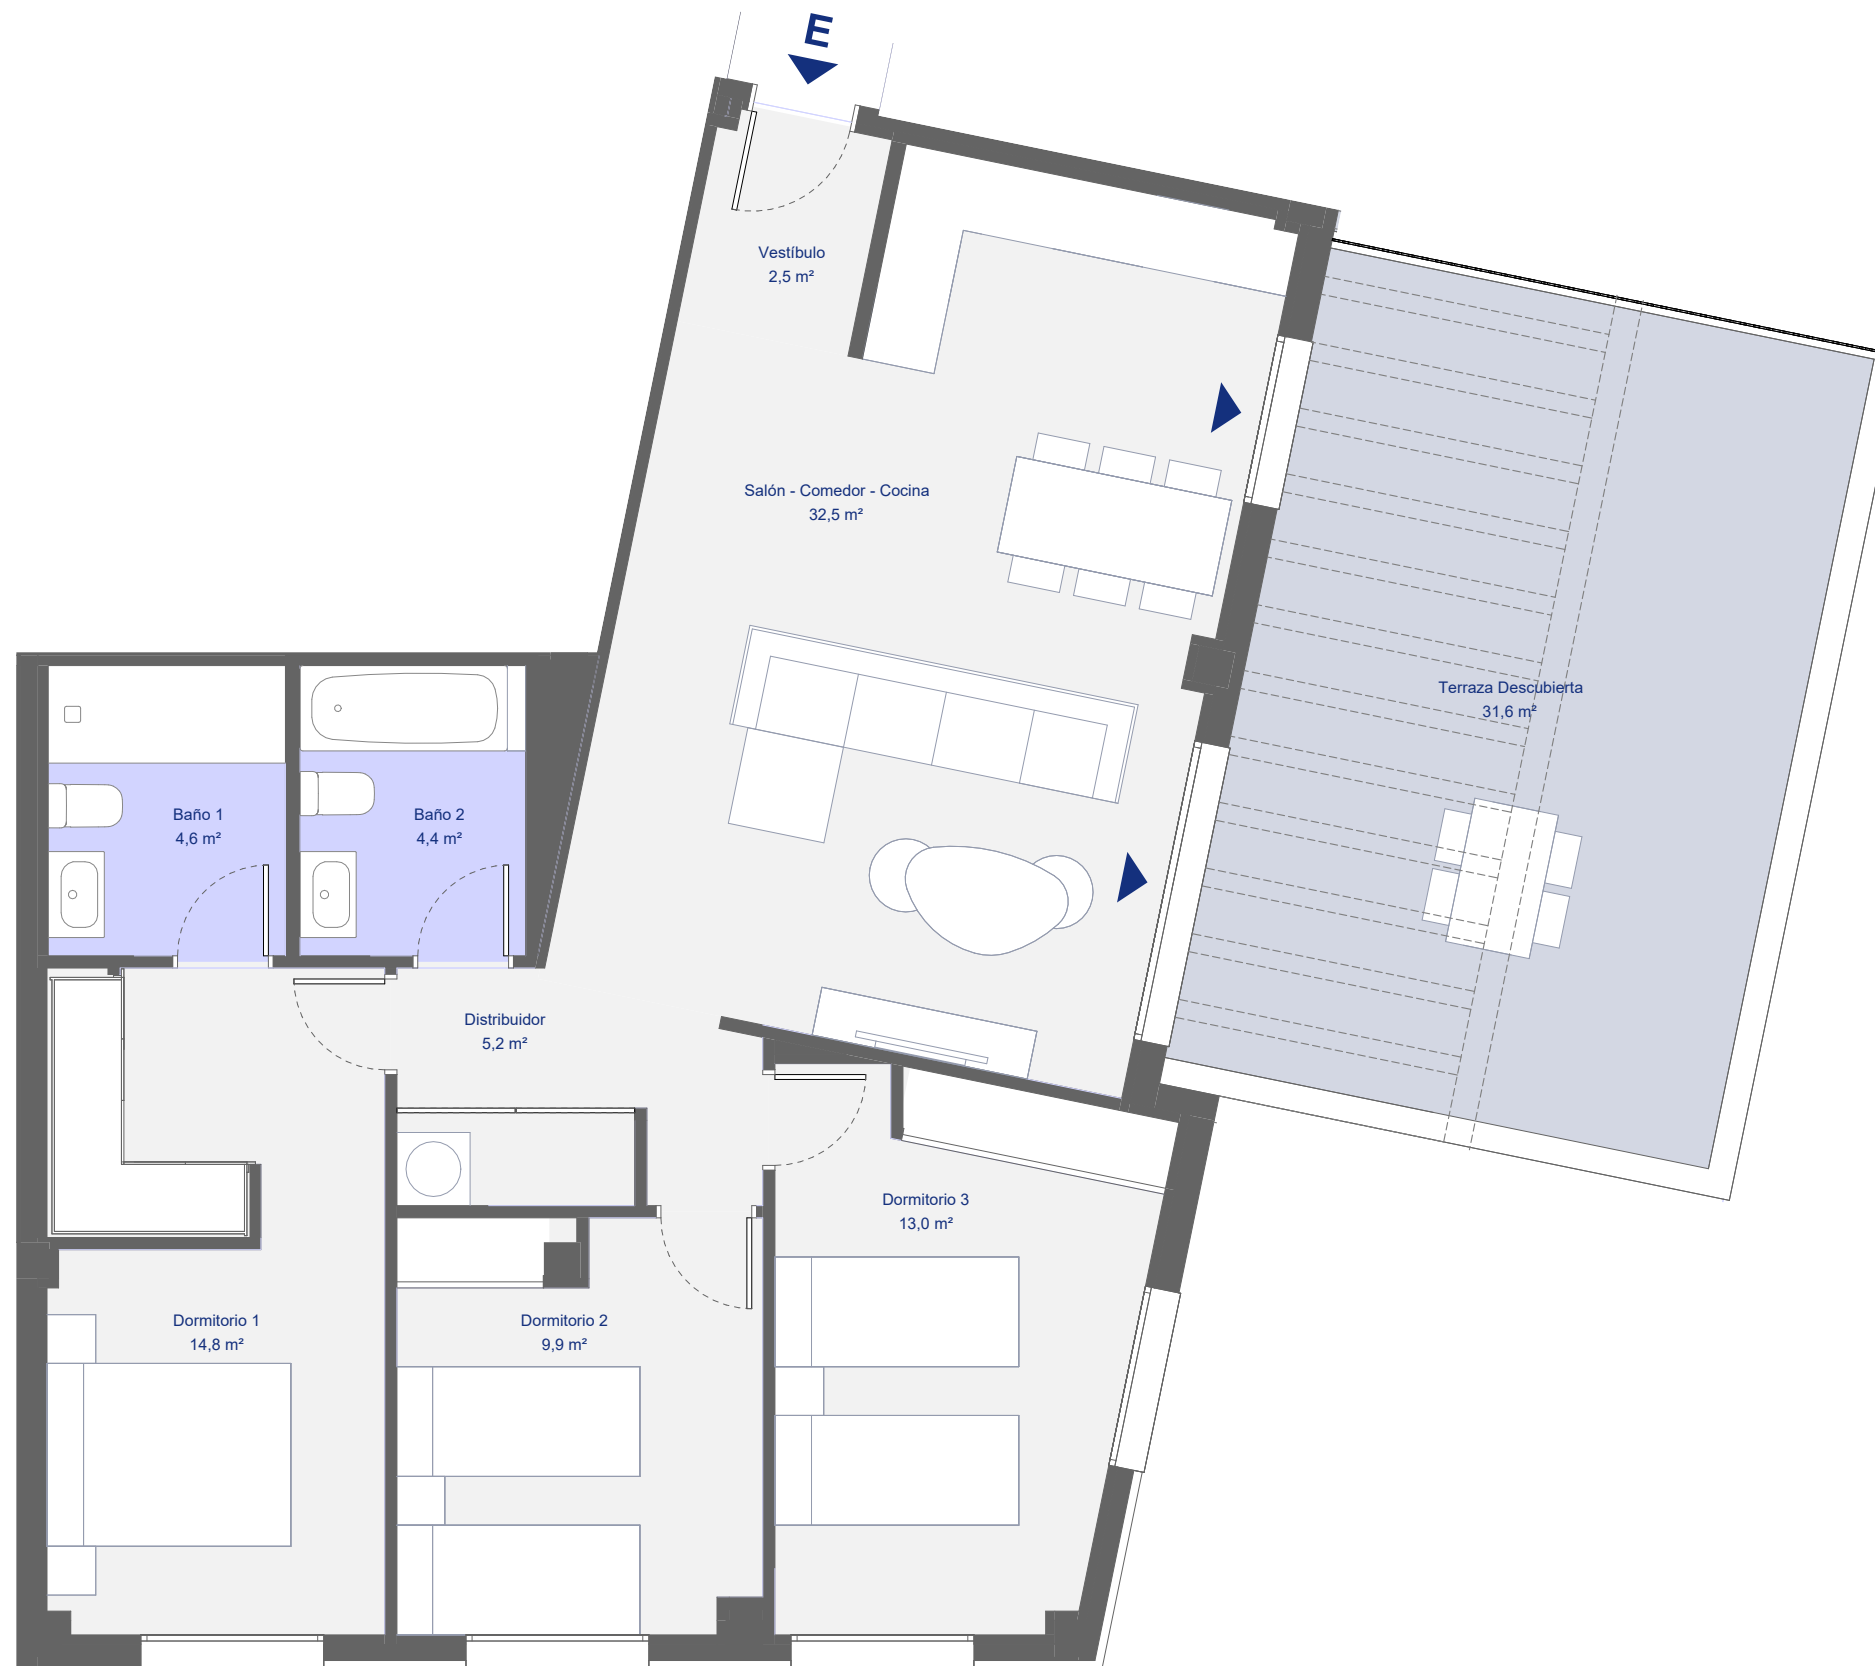 E
Vestíbulo
2,5 m²
Salón - Comedor - Cocina
32,5 m²
Terraza Descubierta
31,6 m²
Baño 1
4,6 m²
Baño 2
4,4 m²
Distribuidor
5,2 m²
Dormitorio 3
13,0 m²
Dormitorio 1
14,8 m²
Dormitorio 2
9,9 m²